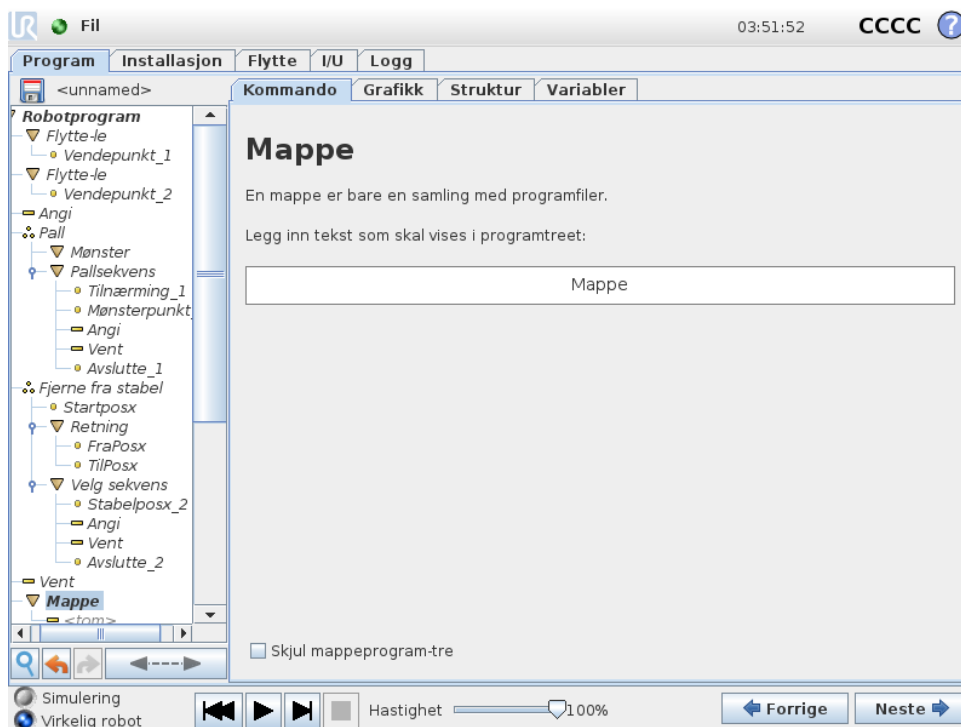 UR Fil 03:51:52 CCCC ?
Program Installasjon Flytte I/U Logg
<unnamed>
Kommando Grafikk Struktur Variabler
Robotprogram
Flytte-le
Vendepunkt_1
Flytte-le
Vendepunkt_2
Angi
Pall
Mønster
Pallsekvens
Tilnærming_1
Mønsterpunkt_
Angi
Vent
Avslutte_1
Fjerne fra stabel
Startposx
Retning
FraPosx
TilPosx
Velg sekvens
Stabelposx_2
Angi
Vent
Avslutte_2
Vent
Mappe
<tom>
Mappe
En mappe er bare en samling med programfiler.
Legg inn tekst som skal vises i programtreet:
Mappe
Skjul mappeprogram-tre
Simulering
Virkelig robot
Hastighet 100%
Forrige Neste